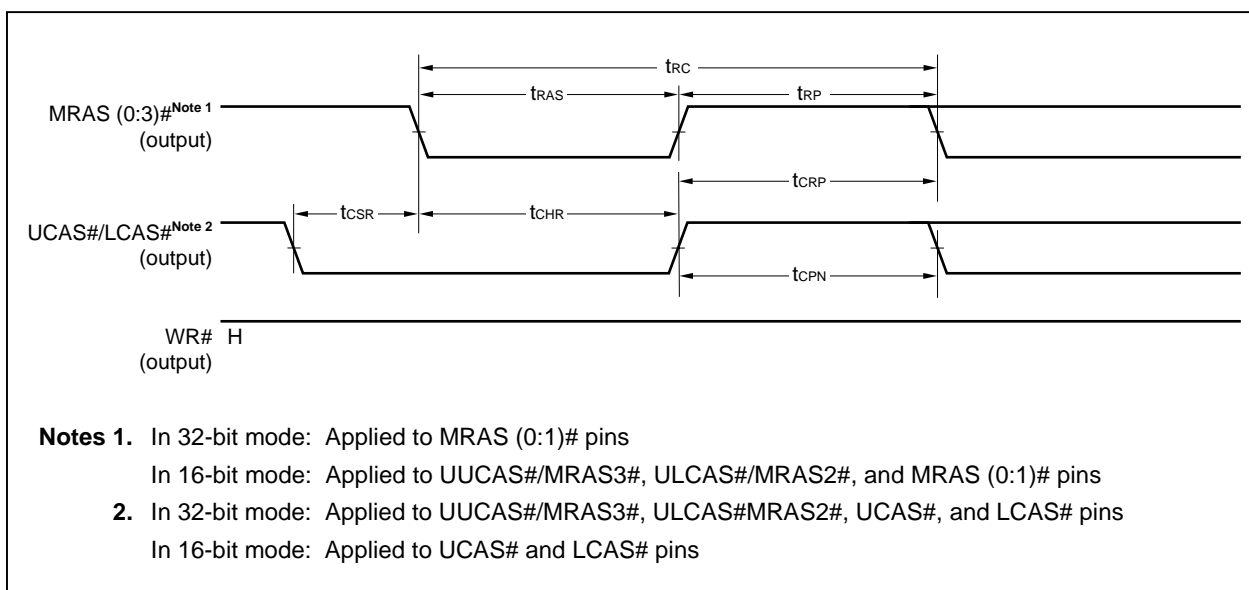 tRC
tRAS
tRP
MRAS (0:3)#Note 1
(output)
tCRP
tCSR
tCHR
UCAS#/LCAS#Note 2
(output)
tCPN
WR# H
(output)
Notes 1. In 32-bit mode: Applied to MRAS (0:1)# pins
In 16-bit mode: Applied to UUCAS#/MRAS3#, ULCAS#/MRAS2#, and MRAS (0:1)# pins
2. In 32-bit mode: Applied to UUCAS#/MRAS3#, ULCAS#MRAS2#, UCAS#, and LCAS# pins
In 16-bit mode: Applied to UCAS# and LCAS# pins